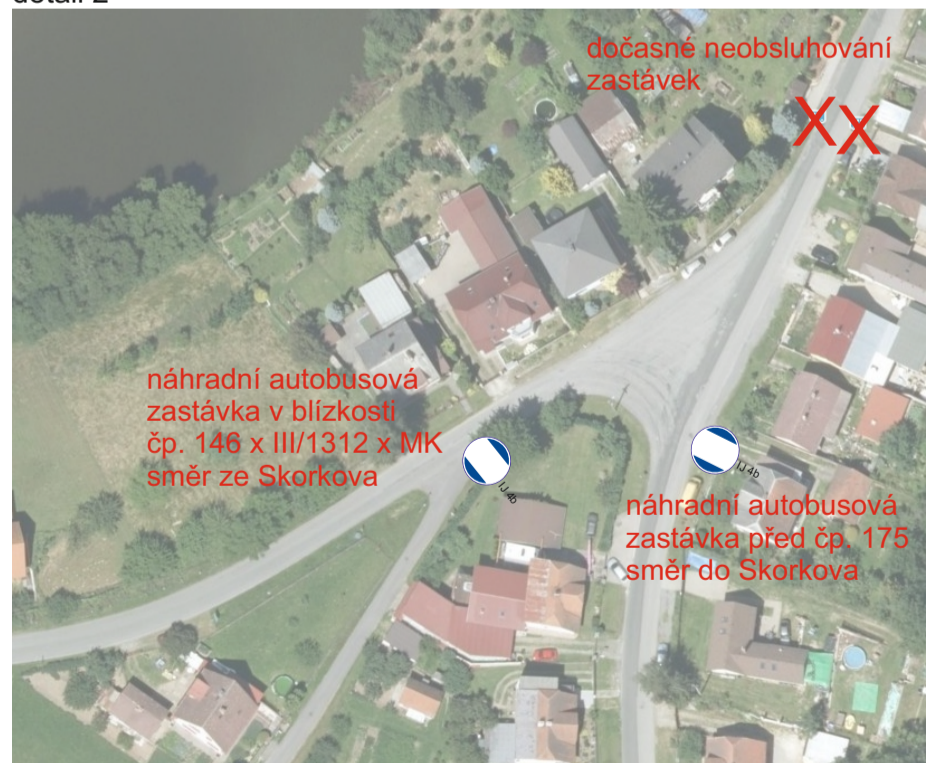 detail 2
dočasné neobsluhování
zastávek
XX
náhradní autobusová
zastávka v blízkosti
čp. 146 x III/1312 x MK
směr ze Skorkova
IJ 4b
IJ 4b
náhradní autobusová
zastávka před čp. 175
směr do Skorkova